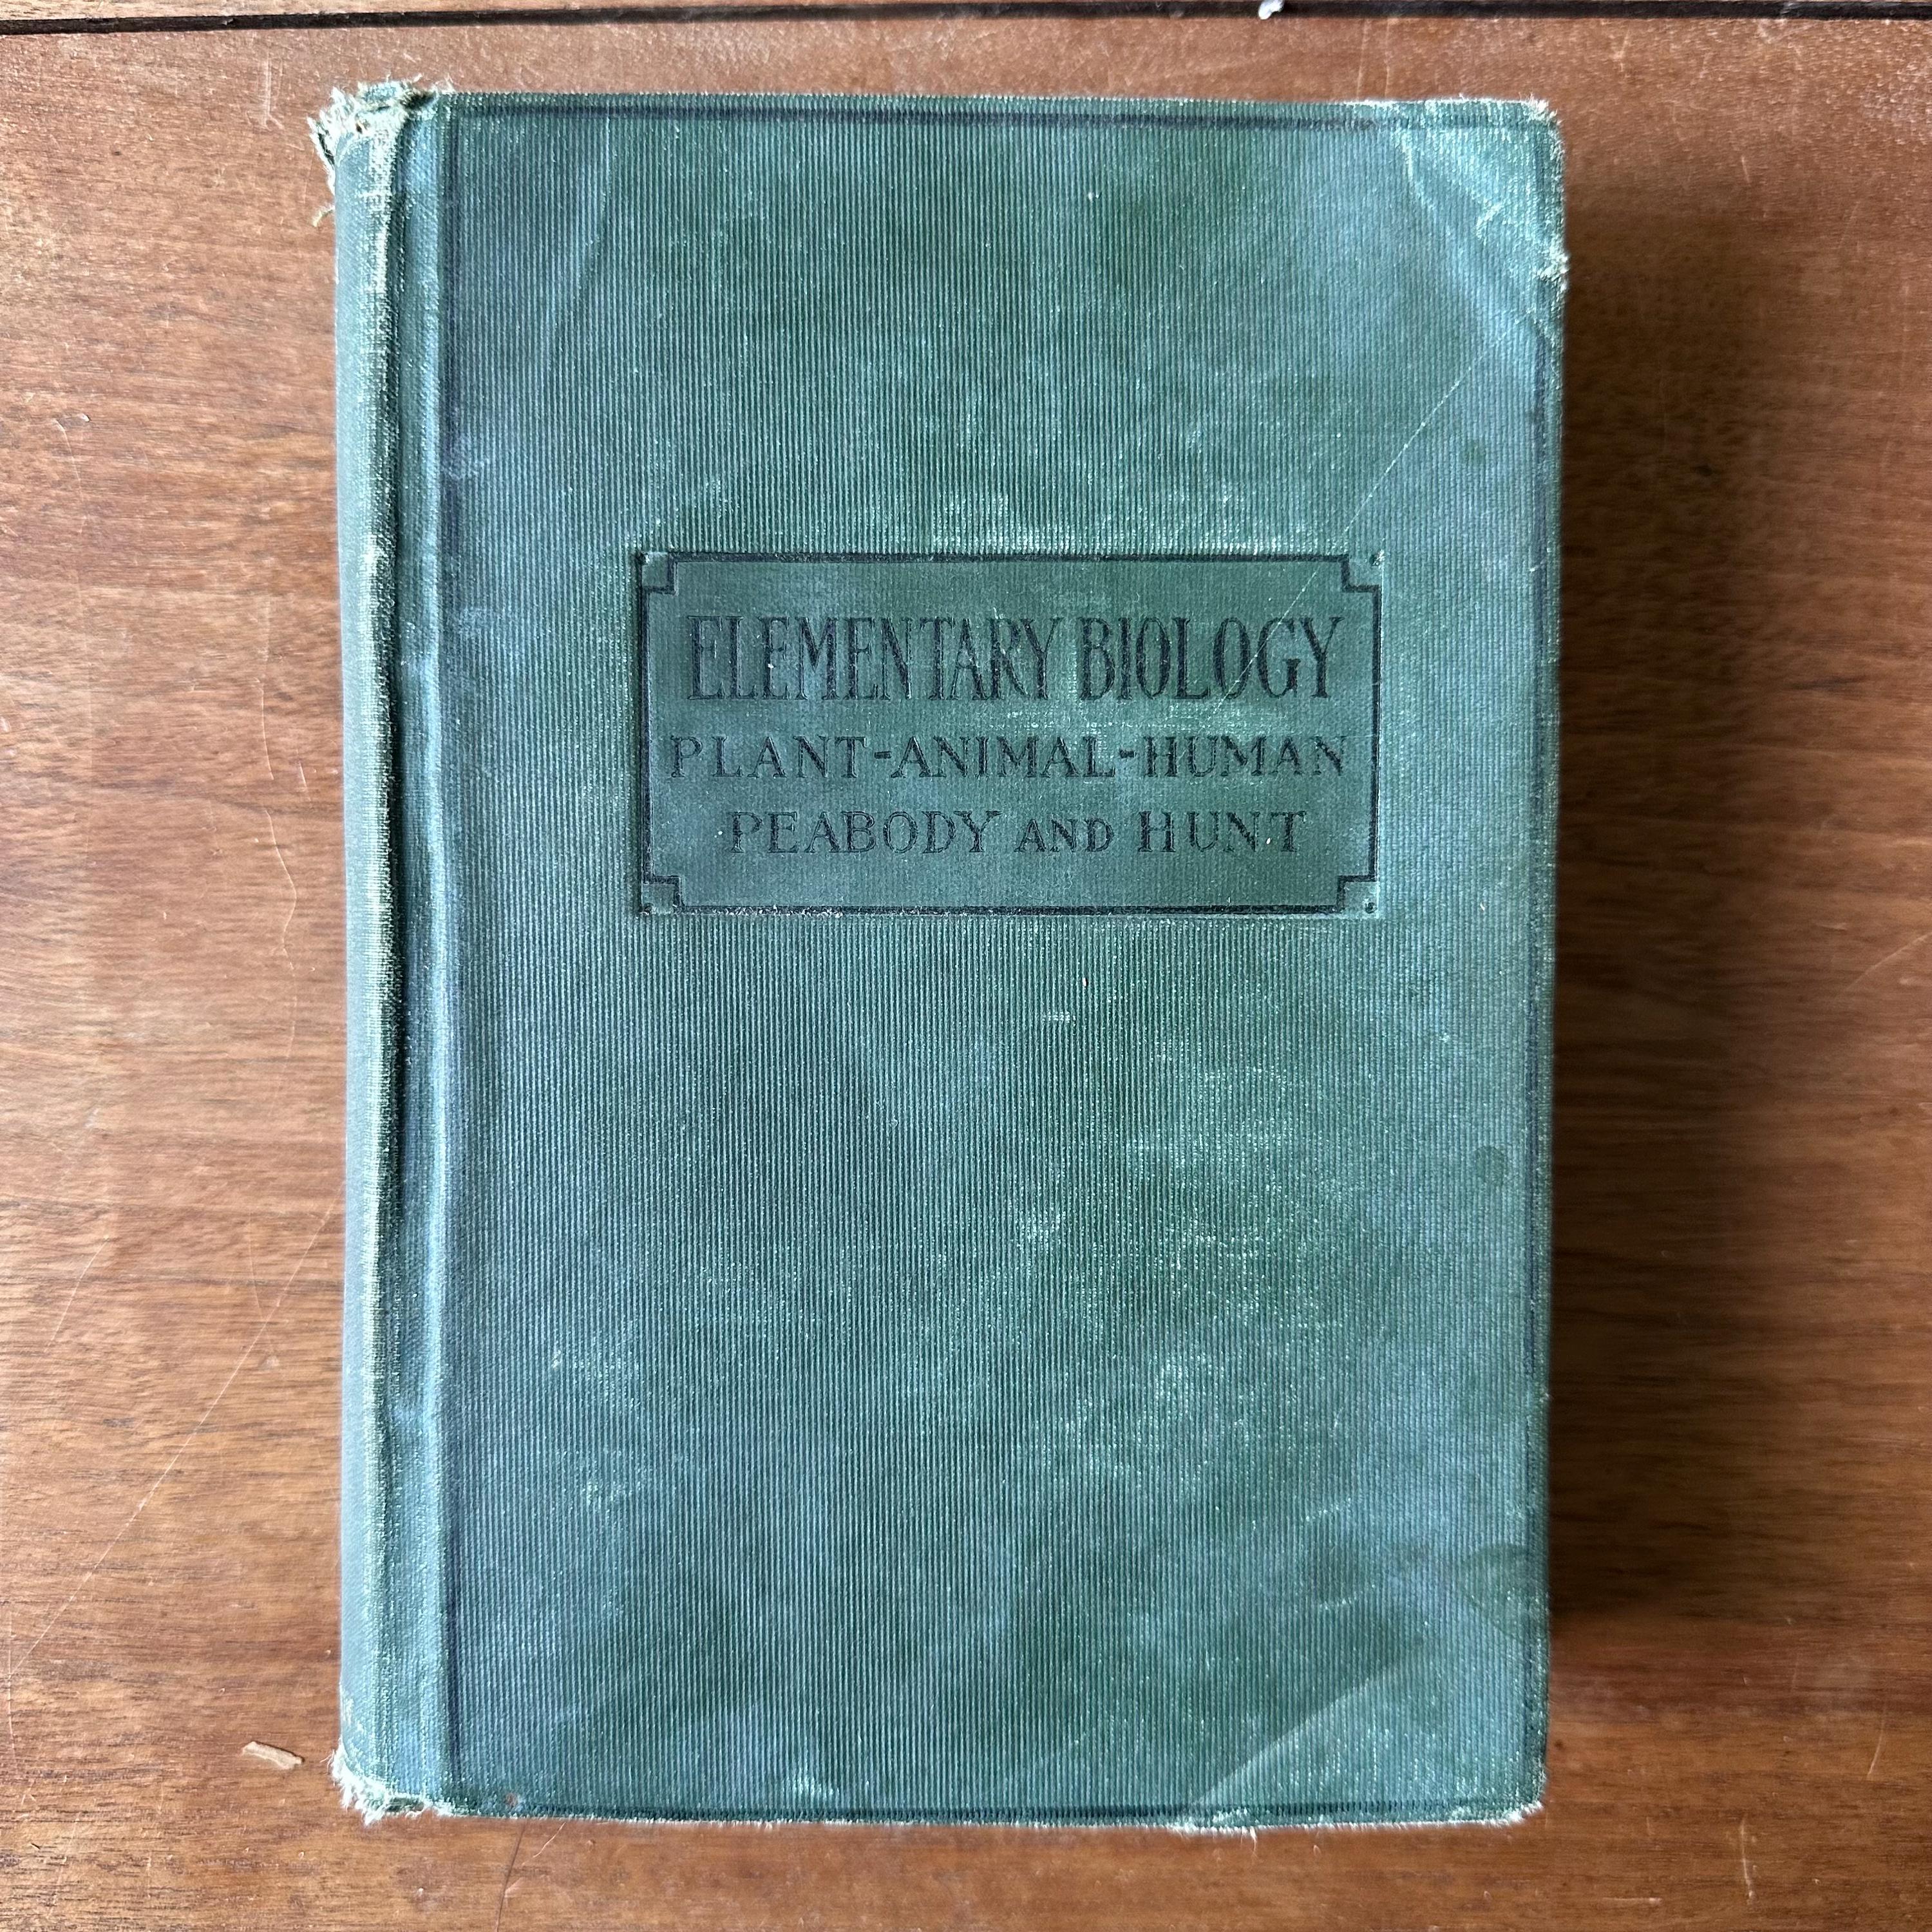 ELEMENTARY BIOLOGY
PLANT-ANIMAL-HUMAN
PEABODY AND HUNT